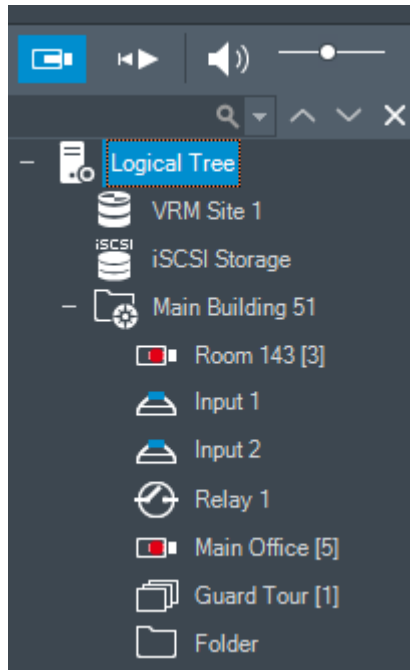 Logical Tree
VRM Site 1
iSCSI
iSCSI Storage
Main Building 51
Room 143 [3]
Input 1
Input 2
Relay 1
Main Office [5]
Guard Tour [1]
Folder